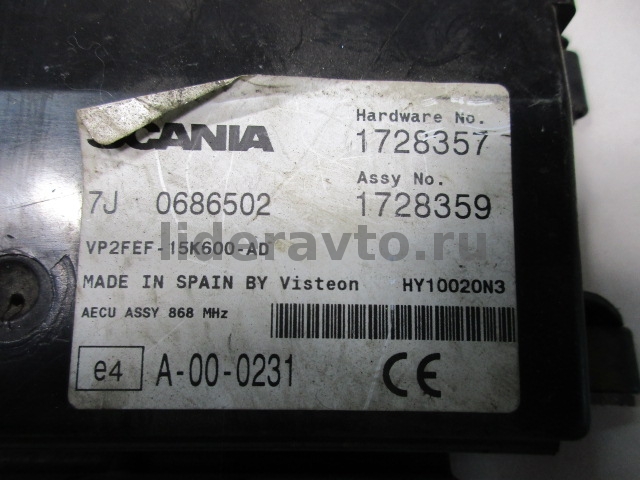 SCANIA
Hardware No.
1728357
Assy No.
7J 0686502 1728359
lideravto.ru
VP2FEF-15K600-AD
MADE IN SPAIN BY Visteon HY10020N3
AECU ASSY 868 MHz
e4 A-00-0231 CE